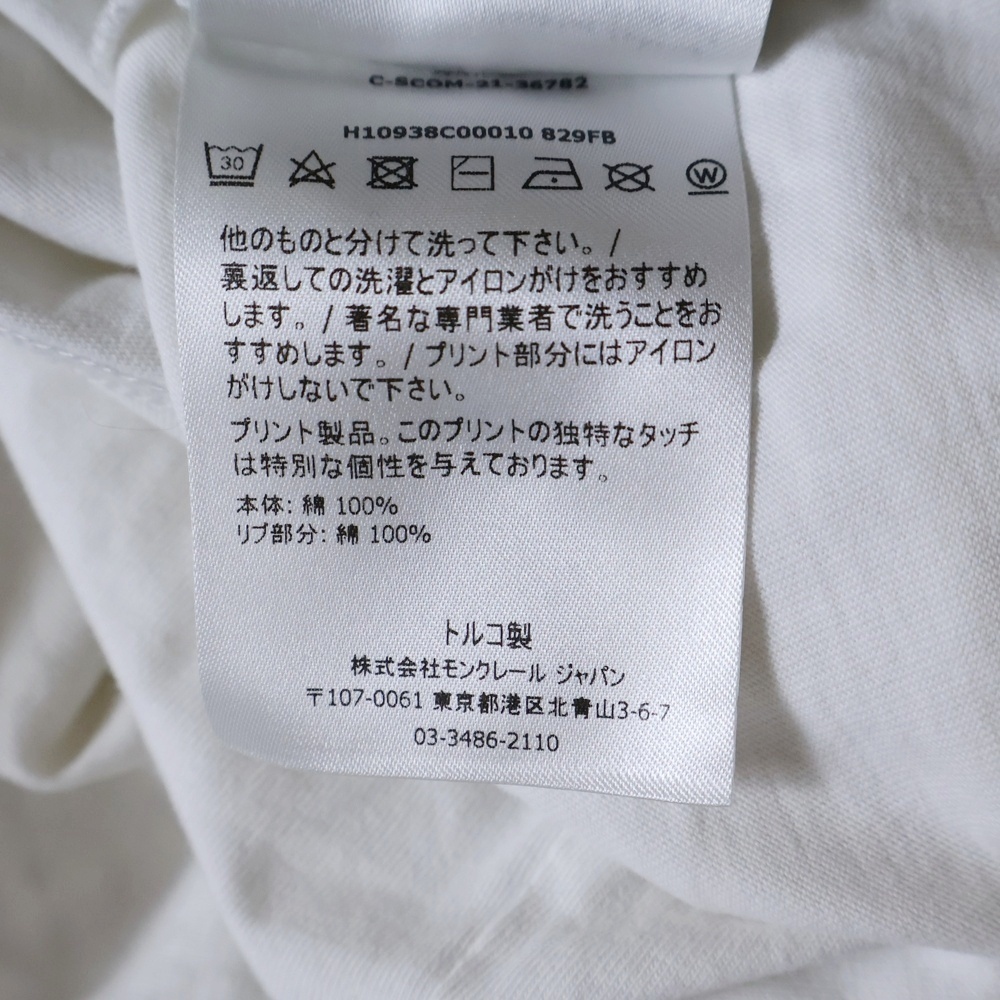 C-SCOM-21-36782
H10938C00010 829FB
30
W
他のものと分けて洗って下さい。/
裏返しての洗濯とアイロンがけをおすすめ
します。/ 著名な専門業者で洗うことをお
すすめします。/ プリント部分にはアイロン
がけしないで下さい。
プリント製品。このプリントの独特なタッチ
は特別な個性を与えております。
本体: 綿 100%
リブ部分: 綿 100%
トルコ製
株式会社モンクレール ジャパン
〒107-0061 東京都港区北青山3-6-7
03-3486-2110